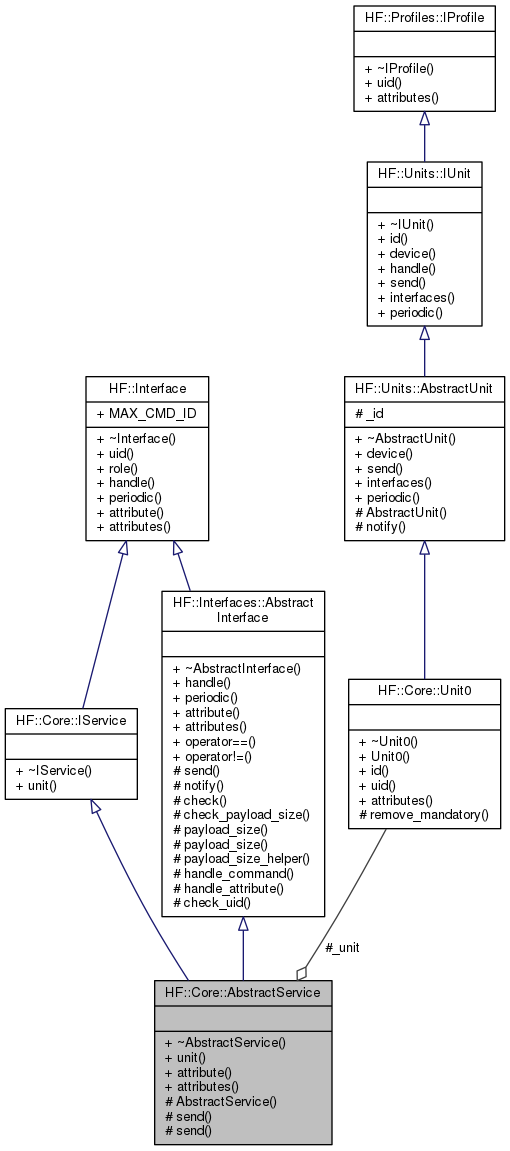 HF::Profiles::IProfile
+ ~IProfile()
+ uid()
+ attributes()
HF::Units::IUnit
+ ~IUnit()
+ id()
+ device()
+ handle()
+ send()
+ interfaces()
+ periodic()
HF::Interface
+ MAX_CMD_ID
+ ~Interface()
+ uid()
+ role()
+ handle()
+ periodic()
+ attribute()
+ attributes()
HF::Units::AbstractUnit
# _id
+ ~AbstractUnit()
+ device()
+ send()
+ interfaces()
+ periodic()
# AbstractUnit()
# notify()
HF::Interfaces::Abstract
Interface
+ ~AbstractInterface()
+ handle()
+ periodic()
+ attribute()
+ attributes()
+ operator==()
+ operator!=()
# send()
# notify()
# check()
# check_payload_size()
# payload_size()
# payload_size()
# payload_size_helper()
# handle_command()
# handle_attribute()
# check_uid()
HF::Core::IService
+ ~IService()
+ unit()
HF::Core::Unit0
+ ~Unit0()
+ Unit0()
+ id()
+ uid()
+ attributes()
# remove_mandatory()
#_unit
HF::Core::AbstractService
+ ~AbstractService()
+ unit()
+ attribute()
+ attributes()
# AbstractService()
# send()
# send()